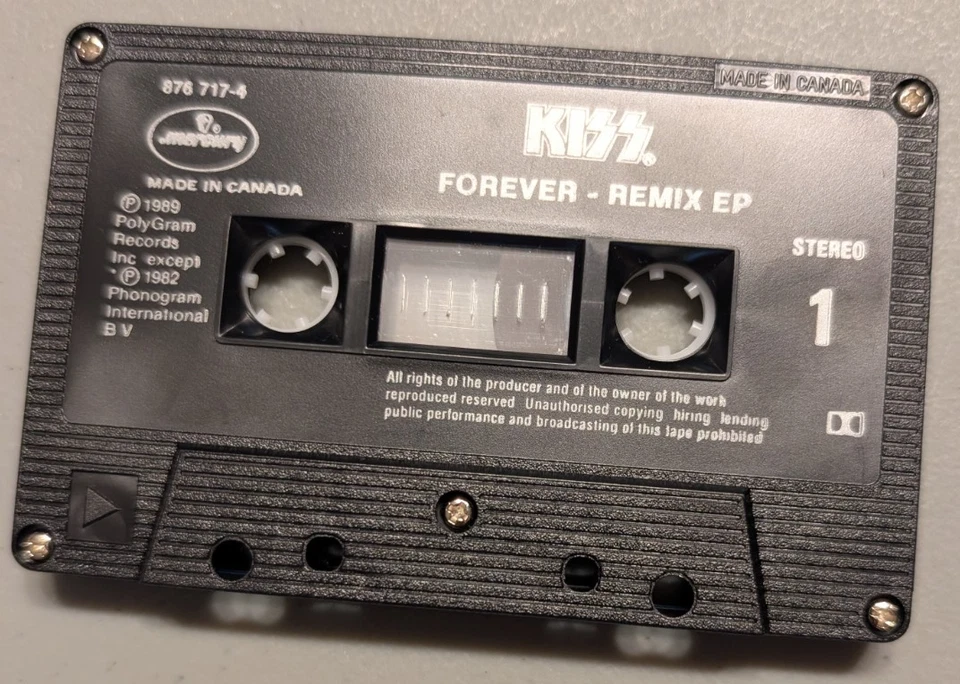 876 717-4
mercury
MADE IN CANADA
℗ 1989
PolyGram
Records
Inc except
*℗ 1982
Phonogram
International
B V
MADE IN CANADA
KISS®
FOREVER - REMIX EP
STEREO
1
All rights of the producer and of the owner of the work
reproduced reserved Unauthorised copying hiring lending
public performance and broadcasting of this tape prohibited